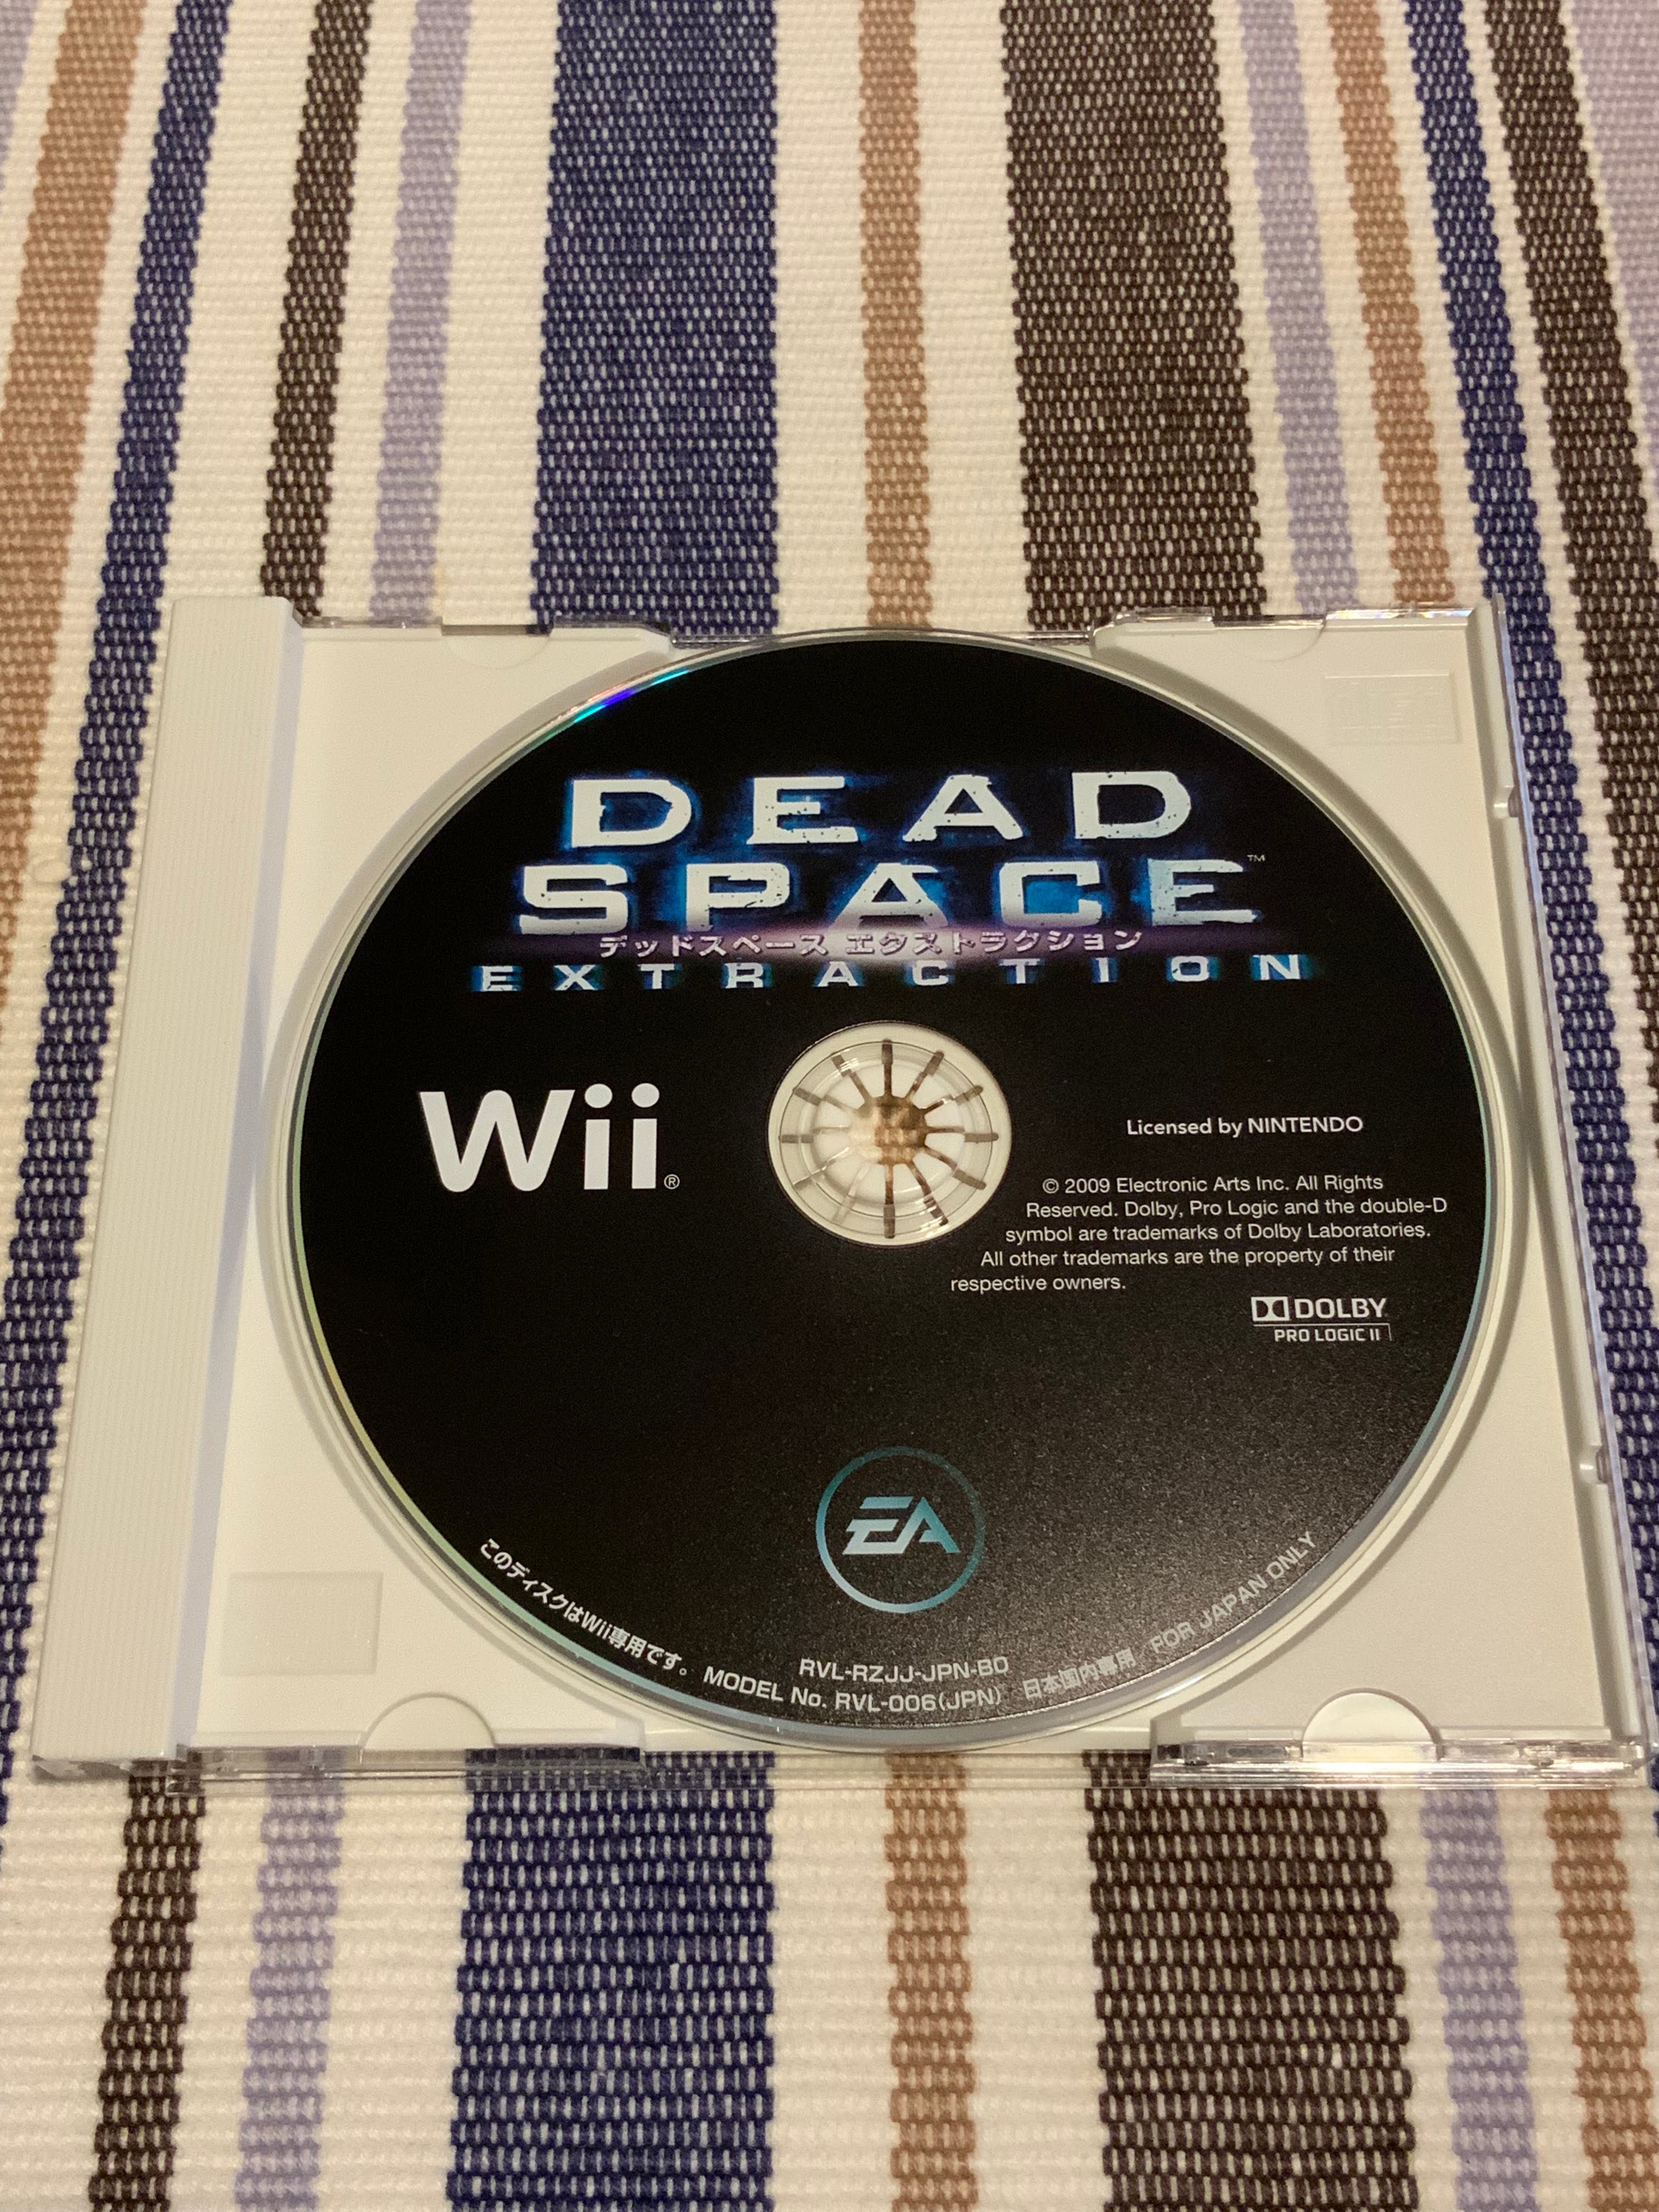 DEAD
SPACE™
デッドスペース エクストラクション
EXTRACTION
Wii®
Licensed by NINTENDO
© 2009 Electronic Arts Inc. All Rights
Reserved. Dolby, Pro Logic and the double-D
symbol are trademarks of Dolby Laboratories.
All other trademarks are the property of their
respective owners.
DOLBY
PRO LOGIC II
EA
RVL-RZJJ-JPN-B0
このディスクはWii専用です。 MODEL No. RVL-006(JPN) 日本国内専用 FOR JAPAN ONLY